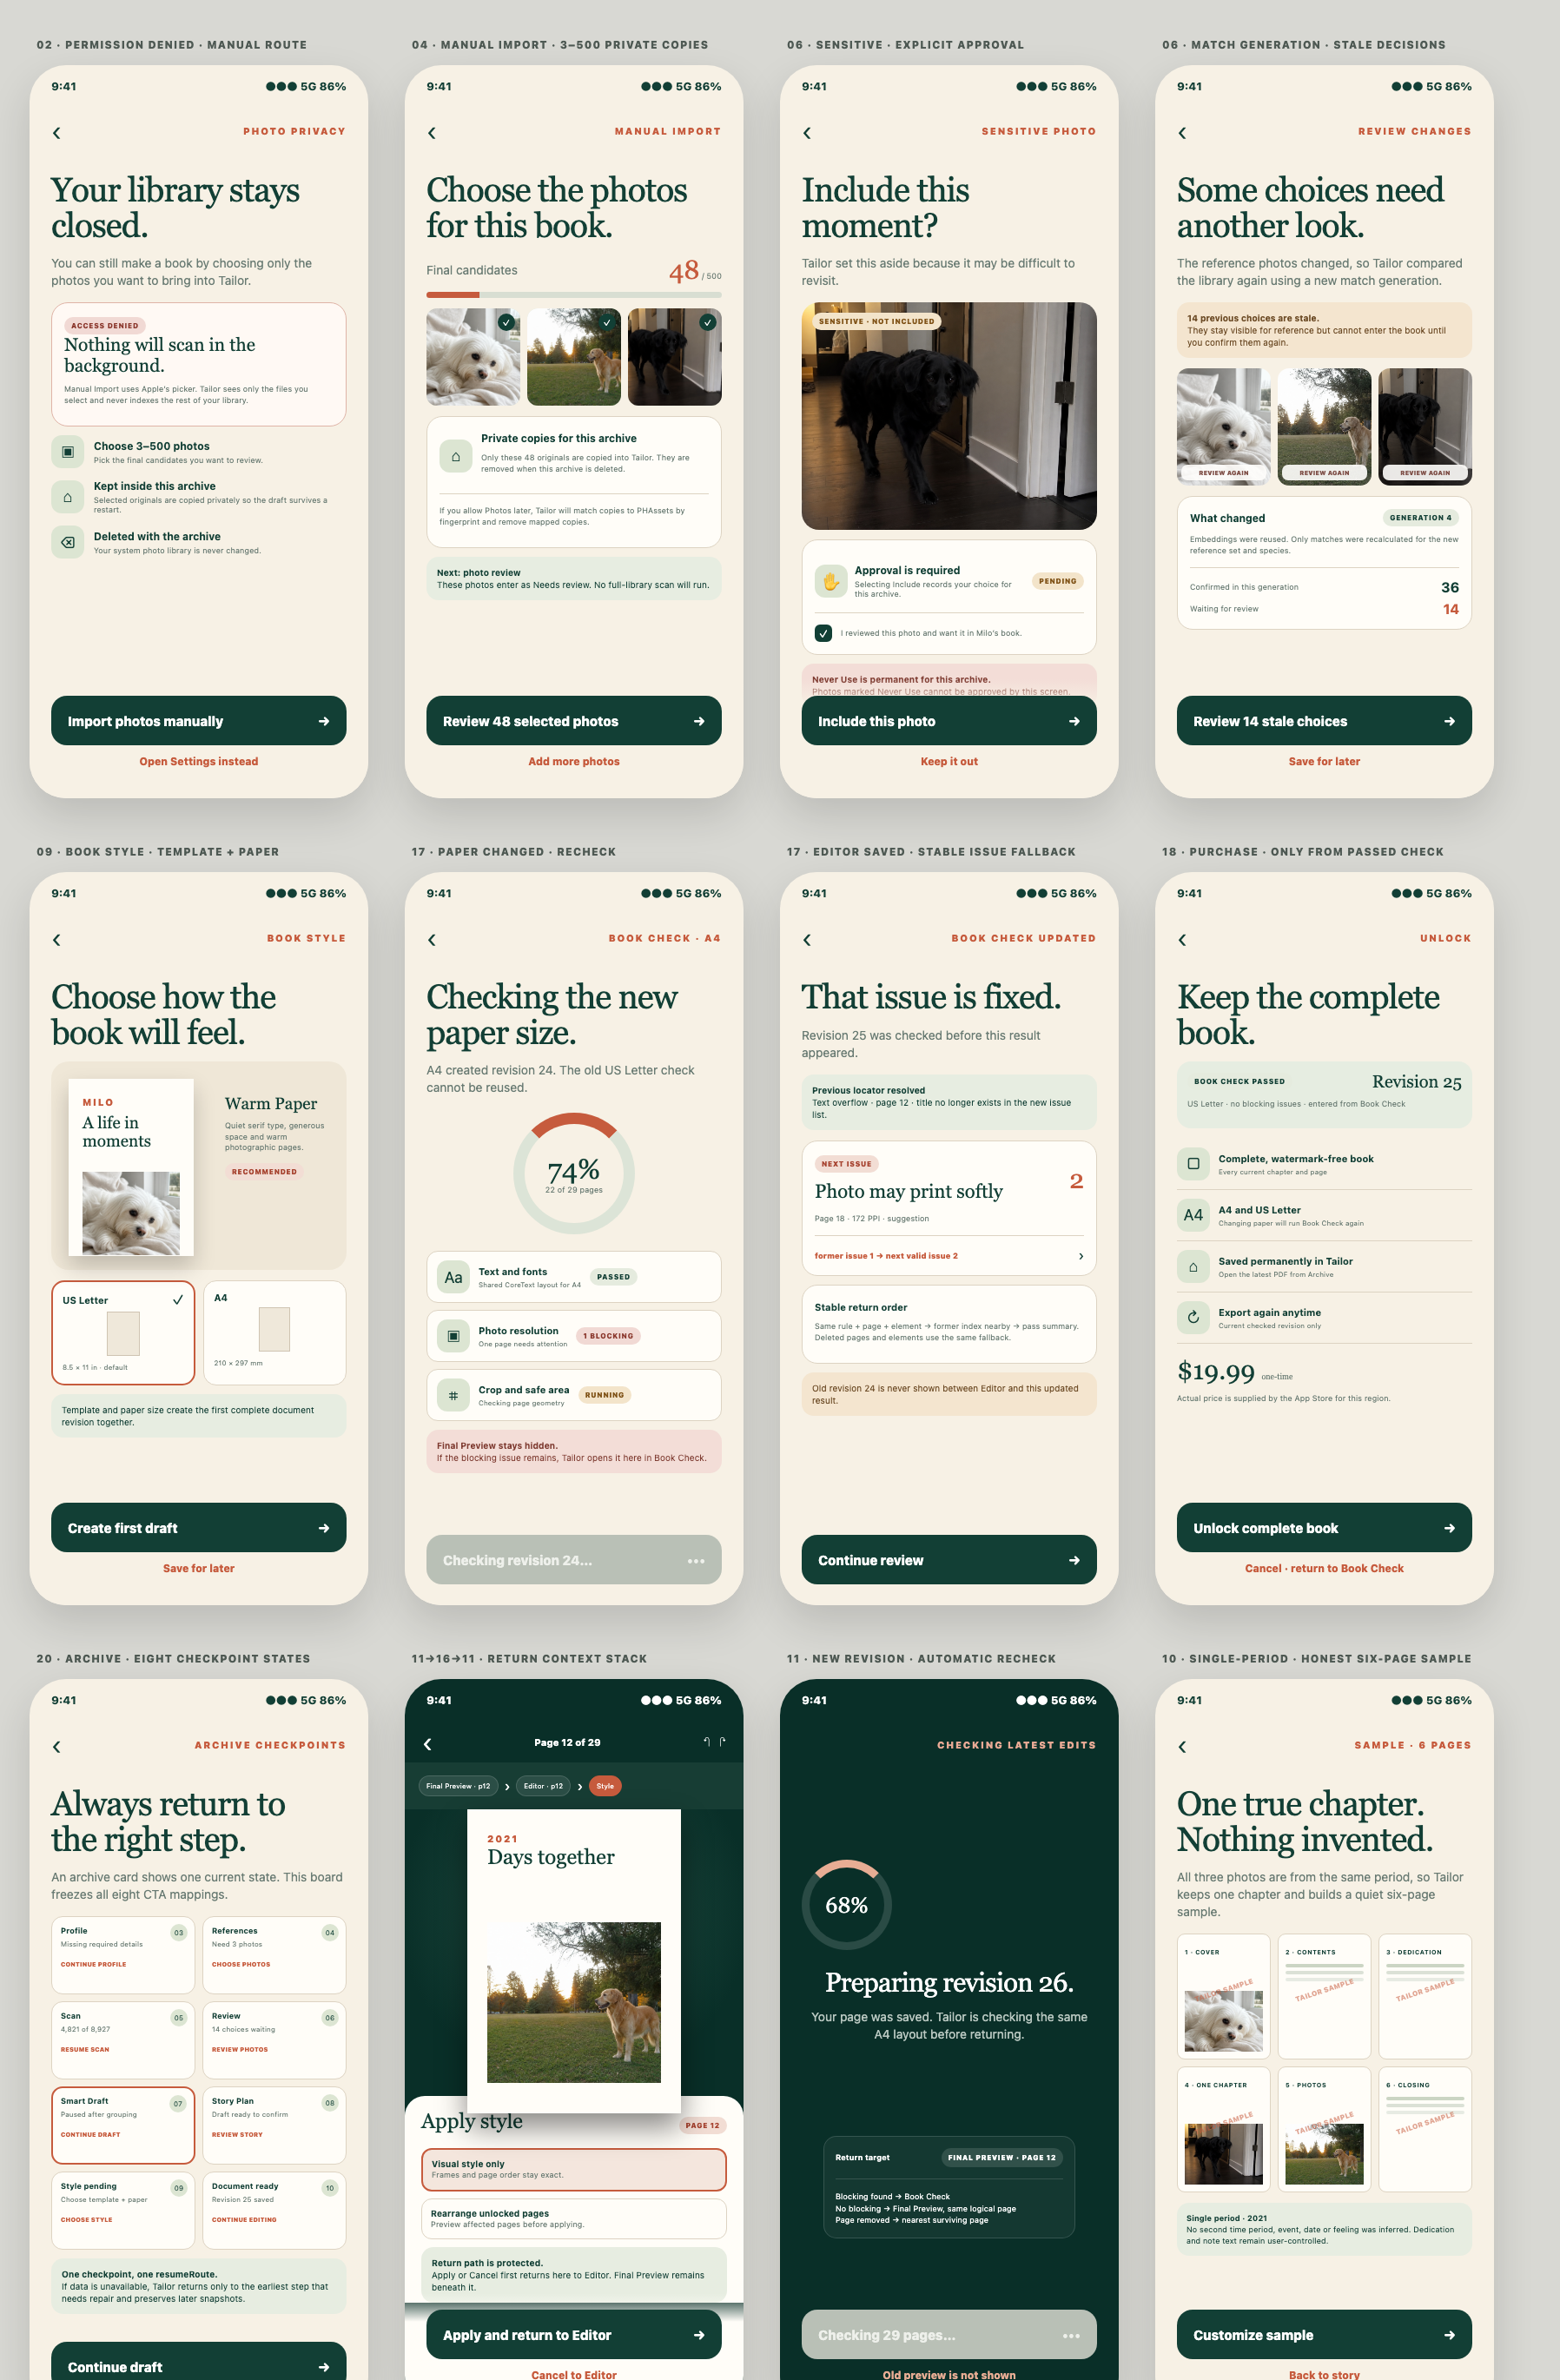 02 · PERMISSION DENIED · MANUAL ROUTE
9:41
5G 86%
PHOTO PRIVACY
Your library stays
closed.
You can still make a book by choosing only the
photos you want to bring into Tailor.
ACCESS DENIED
Nothing will scan in the
background.
Manual Import uses Apple's picker. Tailor sees only the files you
select and never indexes the rest of your library.
Choose 3–500 photos
Pick the final candidates you want to review.
Kept inside this archive
Selected originals are copied privately so the draft survives a
restart.
Deleted with the archive
Your system photo library is never changed.
Import photos manually →
Open Settings instead
04 · MANUAL IMPORT · 3–500 PRIVATE COPIES
9:41
5G 86%
MANUAL IMPORT
Choose the photos
for this book.
Final candidates
48 / 500
Private copies for this archive
Only these 48 originals are copied into Tailor. They are
removed when this archive is deleted.
If you allow Photos later, Tailor will match copies to PHAssets by
fingerprint and remove mapped copies.
Next: photo review
These photos enter as Needs review. No full-library scan will run.
Review 48 selected photos →
Add more photos
06 · SENSITIVE · EXPLICIT APPROVAL
9:41
5G 86%
SENSITIVE PHOTO
Include this
moment?
Tailor set this aside because it may be difficult to
revisit.
SENSITIVE · NOT INCLUDED
Approval is required
Selecting Include records your choice for
this archive.
PENDING
I reviewed this photo and want it in Milo's book.
Never Use is permanent for this archive.
Photos marked Never Use cannot be approved by this screen.
Include this photo →
Keep it out
06 · MATCH GENERATION · STALE DECISIONS
9:41
5G 86%
REVIEW CHANGES
Some choices need
another look.
The reference photos changed, so Tailor compared
the library again using a new match generation.
14 previous choices are stale.
They stay visible for reference but cannot enter the book until
you confirm them again.
REVIEW AGAIN
REVIEW AGAIN
REVIEW AGAIN
What changed
GENERATION 4
Embeddings were reused. Only matches were recalculated for the new
reference set and species.
Confirmed in this generation 36
Waiting for review 14
Review 14 stale choices →
Save for later
09 · BOOK STYLE · TEMPLATE + PAPER
9:41
5G 86%
BOOK STYLE
Choose how the
book will feel.
MILO
A life in
moments
Warm Paper
Quiet serif type, generous
space and warm
photographic pages.
RECOMMENDED
US Letter
8.5 × 11 in · default
A4
210 × 297 mm
Template and paper size create the first complete document
revision together.
Create first draft →
Save for later
17 · PAPER CHANGED · RECHECK
9:41
5G 86%
BOOK CHECK · A4
Checking the new
paper size.
A4 created revision 24. The old US Letter check
cannot be reused.
74%
22 of 29 pages
Aa
Text and fonts
Shared CoreText layout for A4
PASSED
Photo resolution
One page needs attention
1 BLOCKING
Crop and safe area
Checking page geometry
RUNNING
Final Preview stays hidden.
If the blocking issue remains, Tailor opens it here in Book Check.
Checking revision 24…
17 · EDITOR SAVED · STABLE ISSUE FALLBACK
9:41
5G 86%
BOOK CHECK UPDATED
That issue is fixed.
Revision 25 was checked before this result
appeared.
Previous locator resolved
Text overflow · page 12 · title no longer exists in the new issue
list.
NEXT ISSUE
Photo may print softly
2
Page 18 · 172 PPI · suggestion
former issue 1 → next valid issue 2
Stable return order
Same rule + page + element → former index nearby → pass summary.
Deleted pages and elements use the same fallback.
Old revision 24 is never shown between Editor and this updated
result.
Continue review →
18 · PURCHASE · ONLY FROM PASSED CHECK
9:41
5G 86%
UNLOCK
Keep the complete
book.
BOOK CHECK PASSED
Revision 25
US Letter · no blocking issues · entered from Book Check
Complete, watermark-free book
Every current chapter and page
A4
A4 and US Letter
Changing paper will run Book Check again
Saved permanently in Tailor
Open the latest PDF from Archive
Export again anytime
Current checked revision only
$19.99 one-time
Actual price is supplied by the App Store for this region.
Unlock complete book →
Cancel · return to Book Check
20 · ARCHIVE · EIGHT CHECKPOINT STATES
9:41
5G 86%
ARCHIVE CHECKPOINTS
Always return to
the right step.
An archive card shows one current state. This board
freezes all eight CTA mappings.
Profile 03
Missing required details
CONTINUE PROFILE
References 04
Need 3 photos
CHOOSE PHOTOS
Scan 05
4,821 of 8,927
RESUME SCAN
Review 06
14 choices waiting
REVIEW PHOTOS
Smart Draft 07
Paused after grouping
CONTINUE DRAFT
Story Plan 08
Draft ready to confirm
REVIEW STORY
Style pending 09
Choose template + paper
CHOOSE STYLE
Document ready 10
Revision 25 saved
CONTINUE EDITING
One checkpoint, one resumeRoute.
If data is unavailable, Tailor returns only to the earliest step that
needs repair and preserves later snapshots.
Continue draft →
11→16→11 · RETURN CONTEXT STACK
9:41
5G 86%
Page 12 of 29
Final Preview · p12 › Editor · p12 › Style
2021
Days together
Apply style
PAGE 12
Visual style only
Frames and page order stay exact.
Rearrange unlocked pages
Preview affected pages before applying.
Return path is protected.
Apply or Cancel first returns here to Editor. Final Preview remains
beneath it.
Apply and return to Editor →
Cancel to Editor
11 · NEW REVISION · AUTOMATIC RECHECK
9:41
5G 86%
CHECKING LATEST EDITS
68%
Preparing revision 26.
Your page was saved. Tailor is checking the same
A4 layout before returning.
Return target
FINAL PREVIEW · PAGE 12
Blocking found → Book Check
No blocking → Final Preview, same logical page
Page removed → nearest surviving page
Checking 29 pages…
Old preview is not shown
10 · SINGLE-PERIOD · HONEST SIX-PAGE SAMPLE
9:41
5G 86%
SAMPLE · 6 PAGES
One true chapter.
Nothing invented.
All three photos are from the same period, so Tailor
keeps one chapter and builds a quiet six-page
sample.
1 · COVER
TAILOR SAMPLE
2 · CONTENTS
TAILOR SAMPLE
3 · DEDICATION
TAILOR SAMPLE
4 · ONE CHAPTER
SAMPLE
5 · PHOTOS
SAMPLE
6 · CLOSING
TAILOR SAMPLE
Single period · 2021
No second time period, event, date or feeling was inferred. Dedication
and note text remain user-controlled.
Customize sample →
Back to story